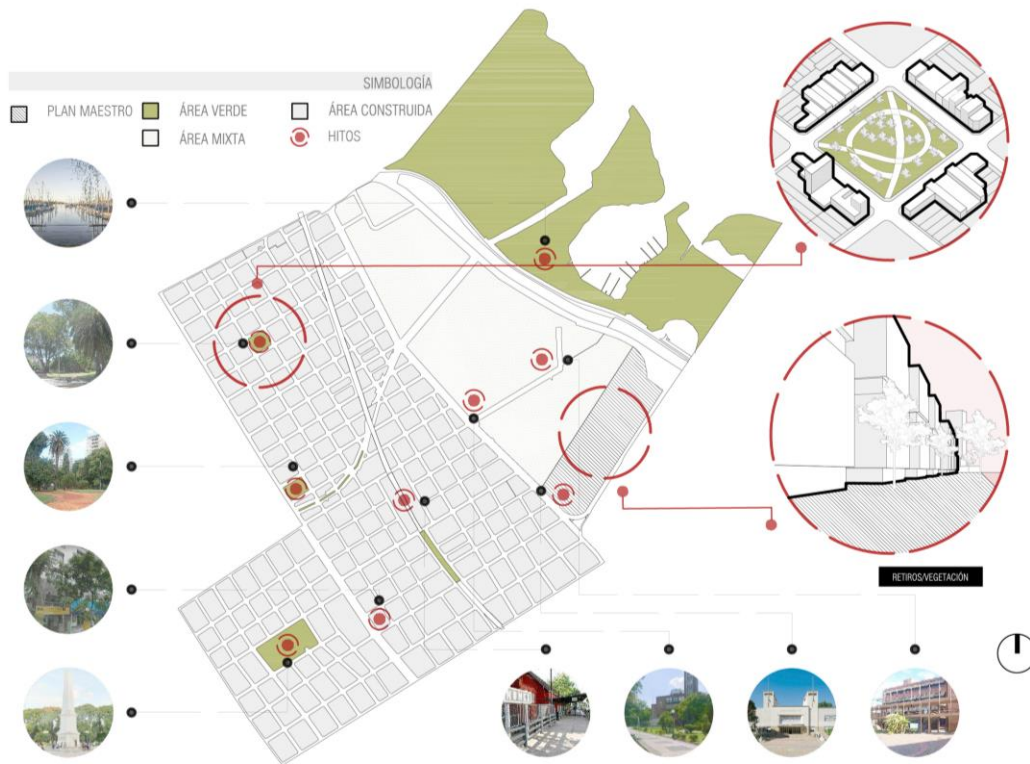 SIMBOLOGÍA
PLAN MAESTRO
ÁREA VERDE
ÁREA CONSTRUIDA
ÁREA MIXTA
HITOS
RETIROS/VEGETACIÓN